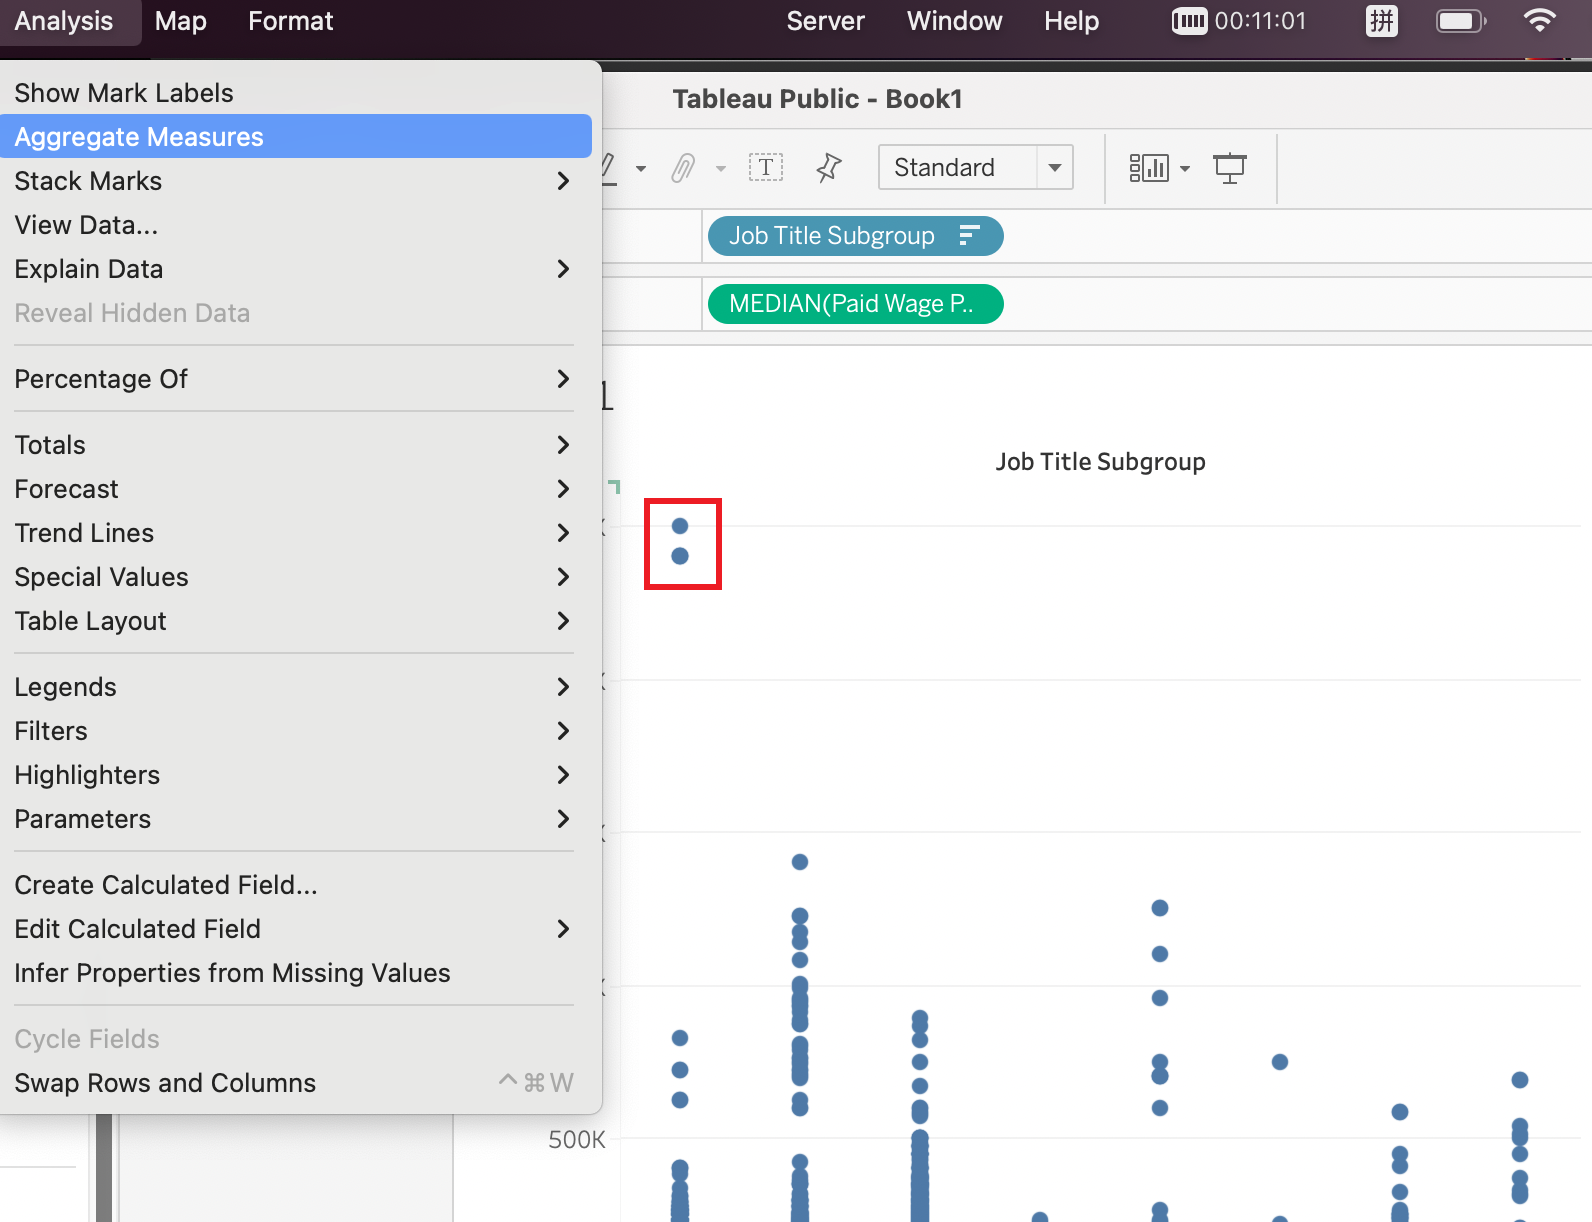 Analysis Map Format Server Window Help 00:11:01 拼
Show Mark Labels
Aggregate Measures
Stack Marks
View Data...
Explain Data
Reveal Hidden Data
Percentage Of
Totals
Forecast
Trend Lines
Special Values
Table Layout
Legends
Filters
Highlighters
Parameters
Create Calculated Field...
Edit Calculated Field
Infer Properties from Missing Values
Cycle Fields
Swap Rows and Columns ^⌘W
Tableau Public - Book1
T Standard
Job Title Subgroup
MEDIAN(Paid Wage P..
1
Job Title Subgroup
500K